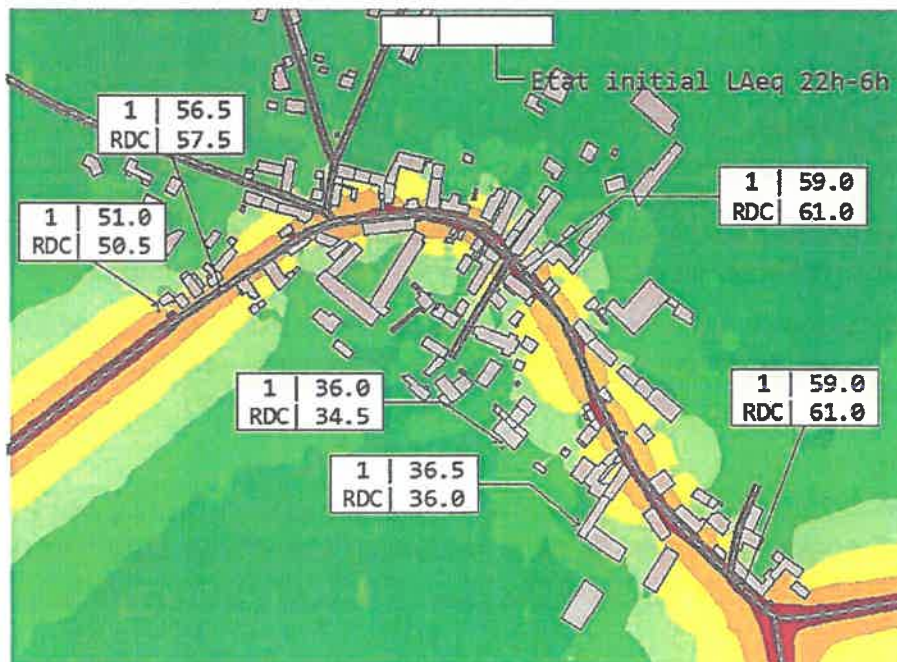 Etat initial LAeq 22h-6h
1 | 56.5
RDC | 57.5
1 | 59.0
RDC | 61.0
1 | 51.0
RDC | 50.5
1 | 36.0
RDC | 34.5
1 | 59.0
RDC | 61.0
1 | 36.5
RDC | 36.0